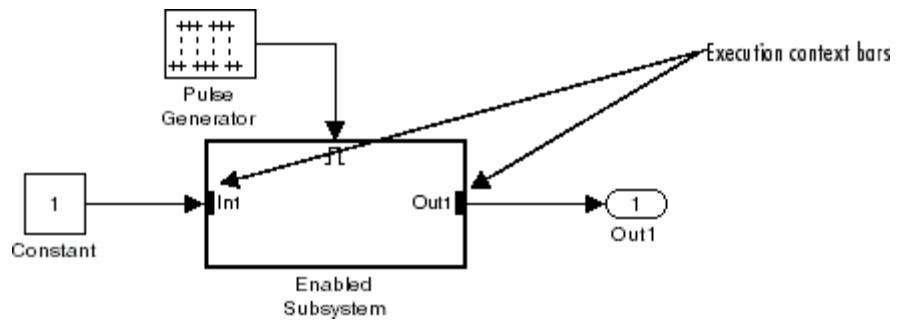 Execution context bars
Pulse
Generator
In1
Out1
1
Constant
1
Out1
Enabled
Subsystem